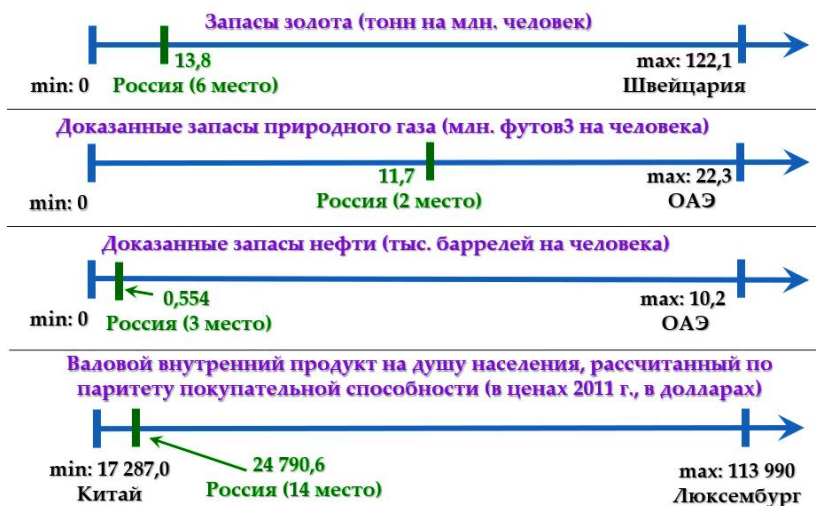 Запасы золота (тонн на млн. человек)
13,8
max: 122,1
min: 0
Россия (6 место)
Швейцария
Доказанные запасы природного газа (млн. футов3 на человека)
11,7
max: 22,3
min: 0
Россия (2 место)
ОАЭ
Доказанные запасы нефти (тыс. баррелей на человека)
0,554
max: 10,2
min: 0
Россия (3 место)
ОАЭ
Валовой внутренний продукт на душу населения, рассчитанный по
паритету покупательной способности (в ценах 2011 г., в долларах)
min: 17 287,0
24 790,6
max: 113 990
Китай
Россия (14 место)
Люксембург